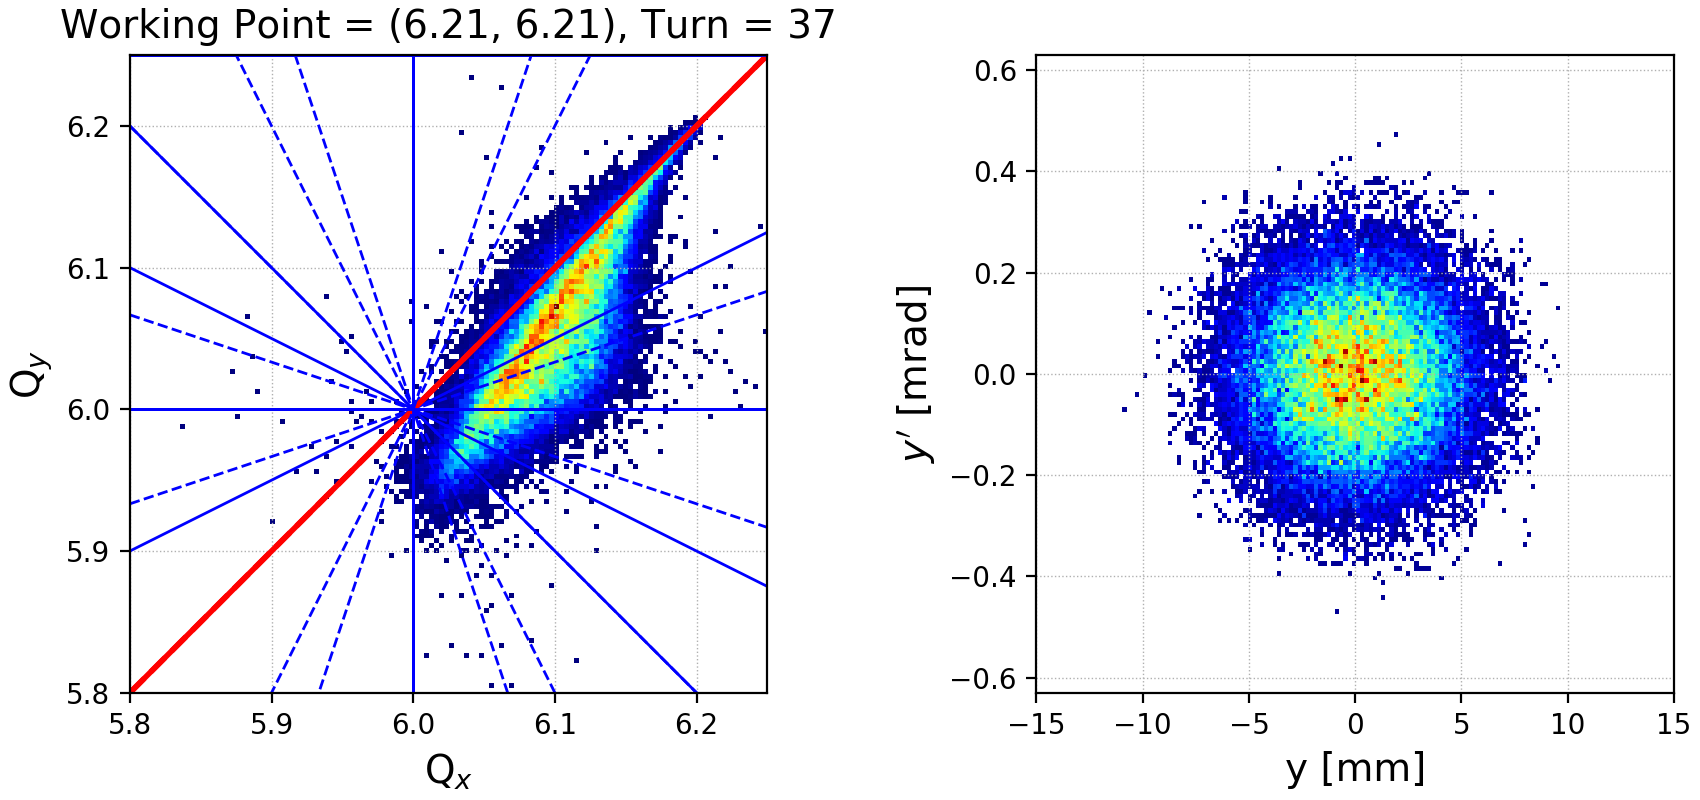 Working Point = (6.21, 6.21), Turn = 37
6.2
6.1
6.0
5.9
5.8
Qy
5.8 5.9 6.0 6.1 6.2
Qx
0.6
0.4
0.2
0.0
−0.2
−0.4
−0.6
y′ [mrad]
−15 −10 −5 0 5 10 15
y [mm]